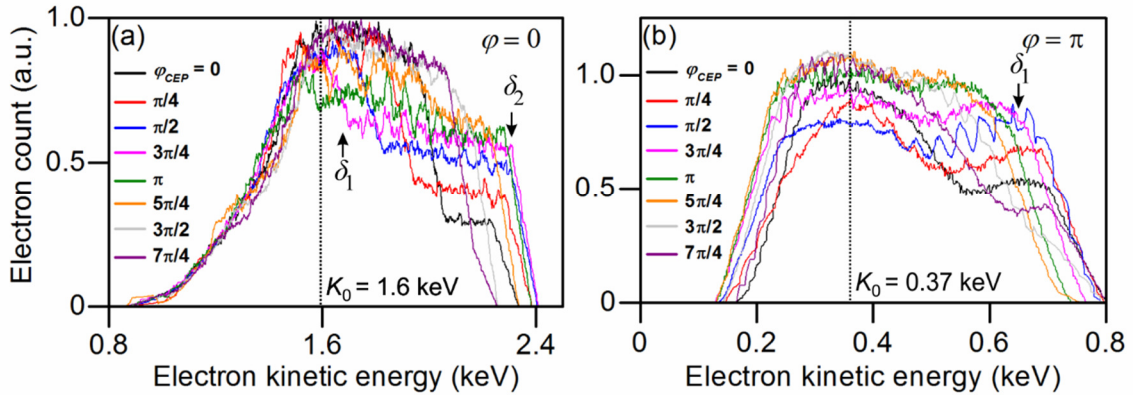 (a)
φ = 0
φCEP = 0
π/4
π/2
3π/4
π
5π/4
3π/2
7π/4
δ1
δ2
K0 = 1.6 keV
1.0
0.5
0
0.8
1.6
2.4
Electron count (a.u.)
Electron kinetic energy (keV)
(b)
φ = π
φCEP = 0
π/4
π/2
3π/4
π
5π/4
3π/2
7π/4
δ1
K0 = 0.37 keV
1.0
0.5
0
0
0.2
0.4
0.6
0.8
Electron kinetic energy (keV)